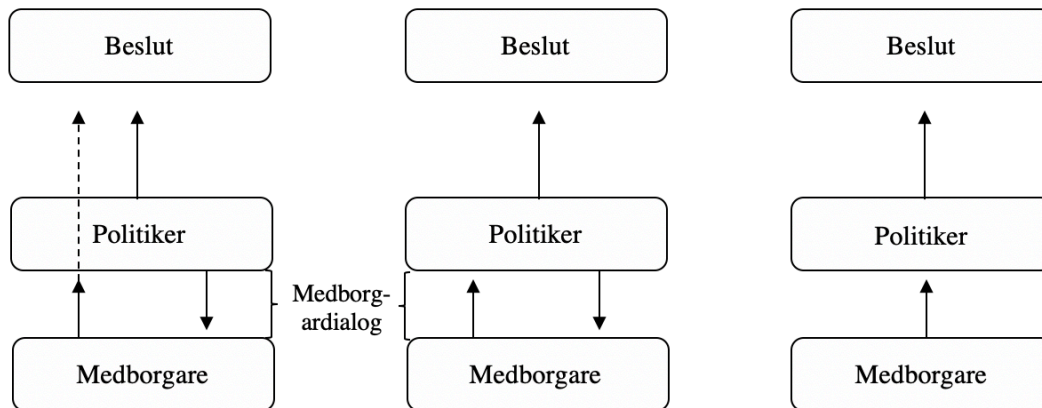 Beslut
Beslut
Beslut
Politiker
Politiker
Politiker
Medborg-
ardialog
Medborgare
Medborgare
Medborgare